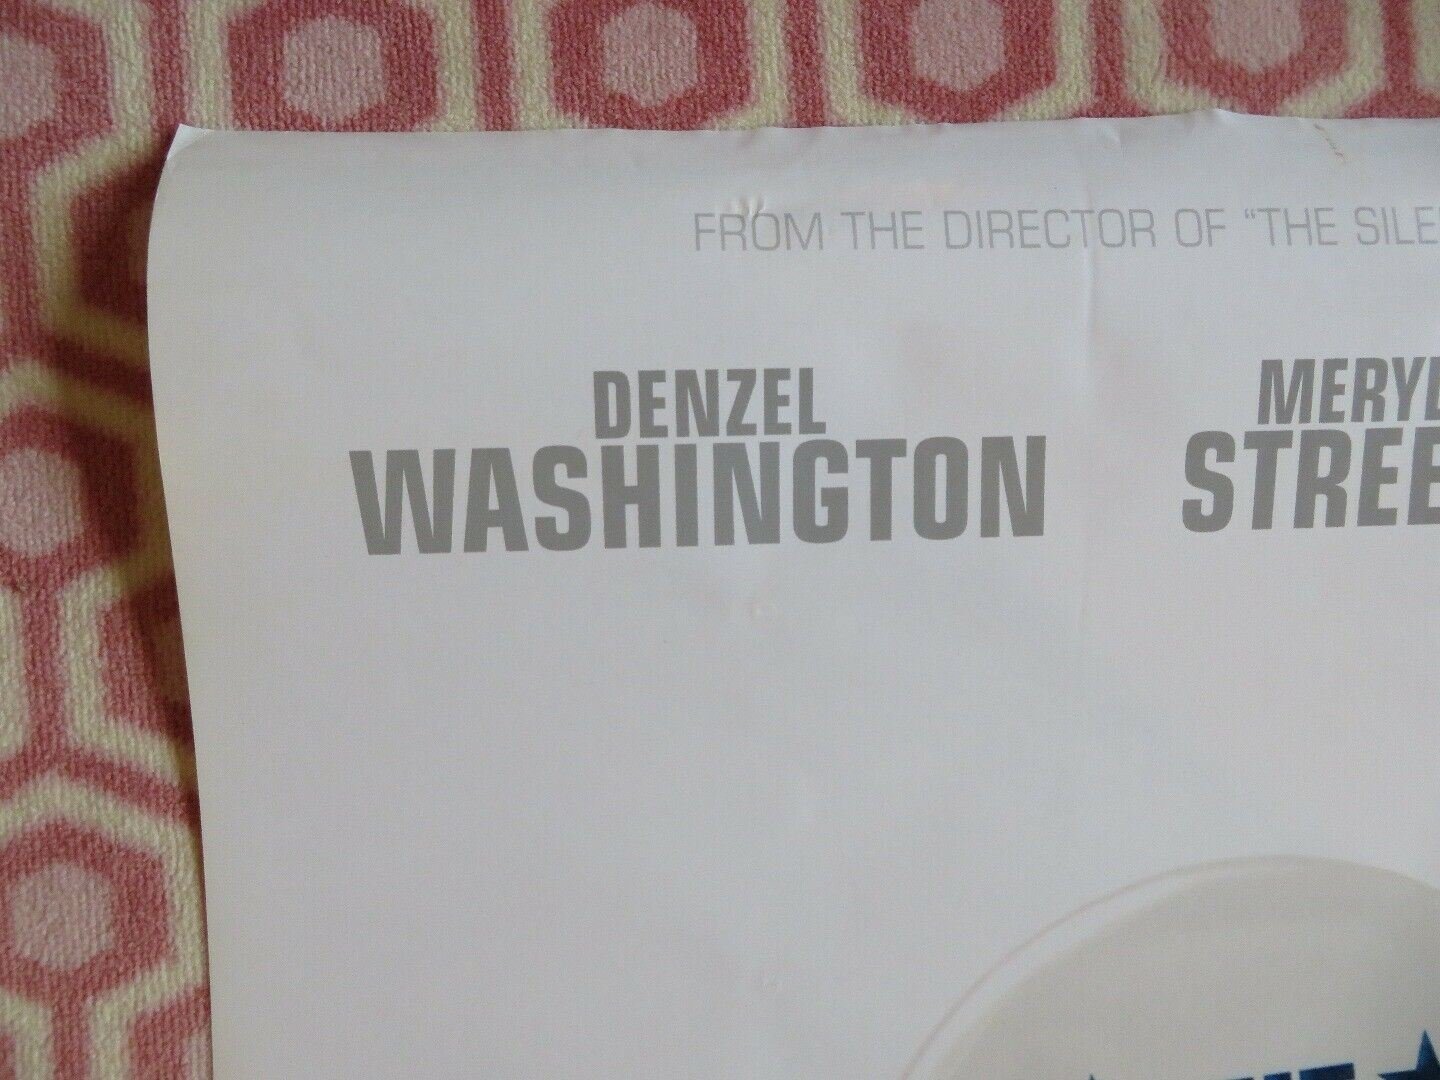 FROM THE DIRECTOR OF "THE SILE
DENZEL MERYL
WASHINGTON STREE